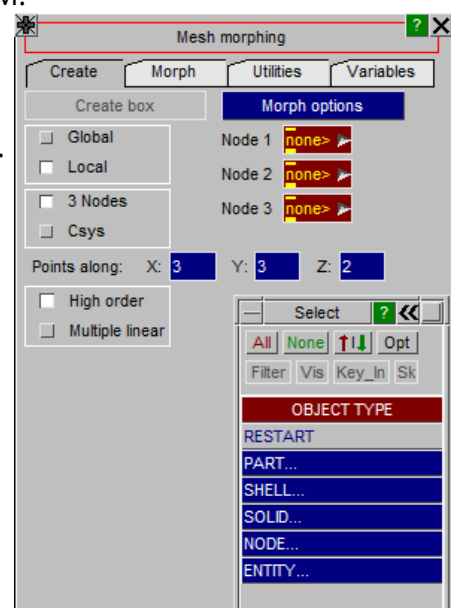 Mesh morphing ? X
Create Morph Utilities Variables
Create box Morph options
Global Node 1 none>
Local Node 2 none>
3 Nodes Node 3 none>
Csys
Points along: X: 3 Y: 3 Z: 2
High order
Multiple linear
Select ?
All None Opt
Filter Vis Key_In Sk
OBJECT TYPE
RESTART
PART...
SHELL...
SOLID...
NODE...
ENTITY...